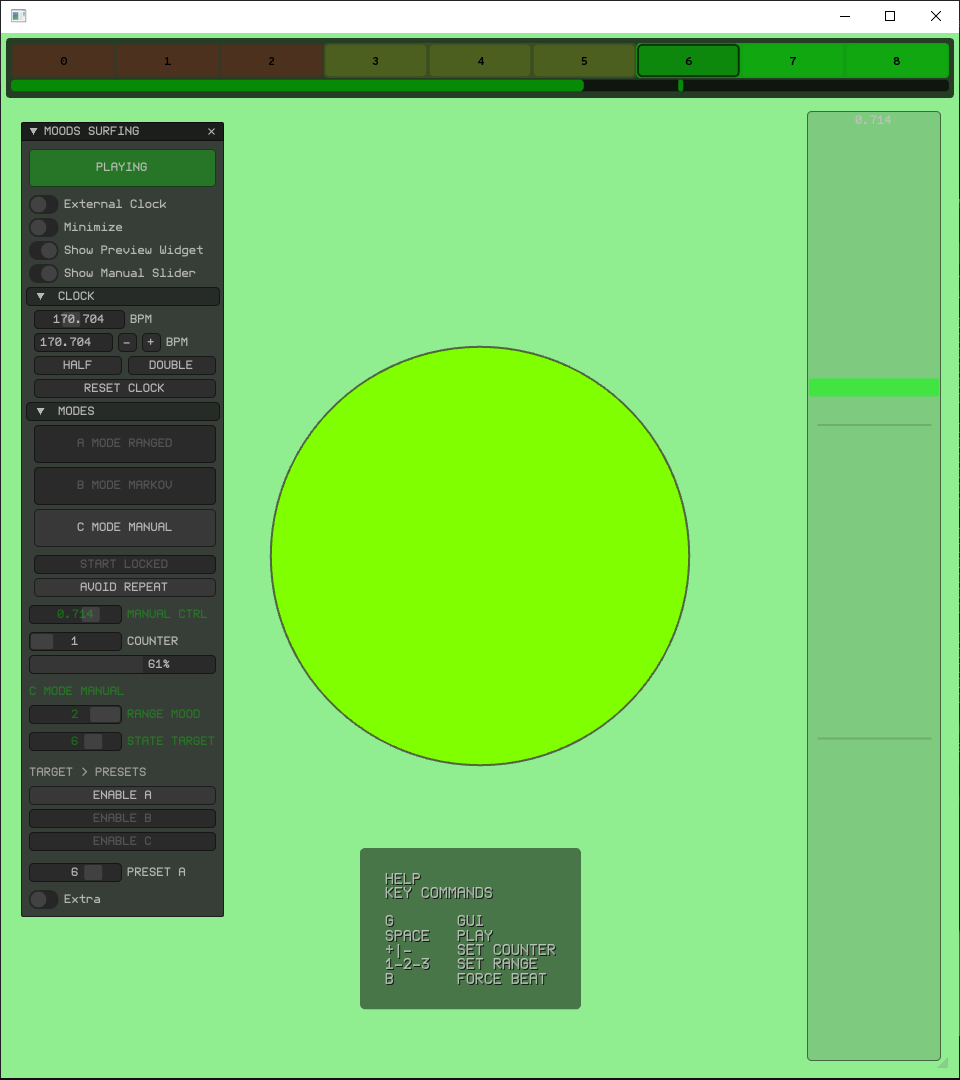 0 1 2 3 4 5 6 7 8
0.714
MOODS SURFING
PLAYING
External Clock
Minimize
Show Preview Widget
Show Manual Slider
CLOCK
170.704 BPM
170.704 - + BPM
HALF DOUBLE
RESET CLOCK
MODES
A MODE RANGED
B MODE MARKOV
C MODE MANUAL
START LOCKED
AVOID REPEAT
0.714 MANUAL CTRL
1 COUNTER
61%
C MODE MANUAL
2 RANGE MOOD
6 STATE TARGET
TARGET > PRESETS
ENABLE A
ENABLE B
ENABLE C
6 PRESET A
Extra
HELP
KEY COMMANDS
G GUI
SPACE PLAY
+|- SET COUNTER
1-2-3 SET RANGE
B FORCE BEAT